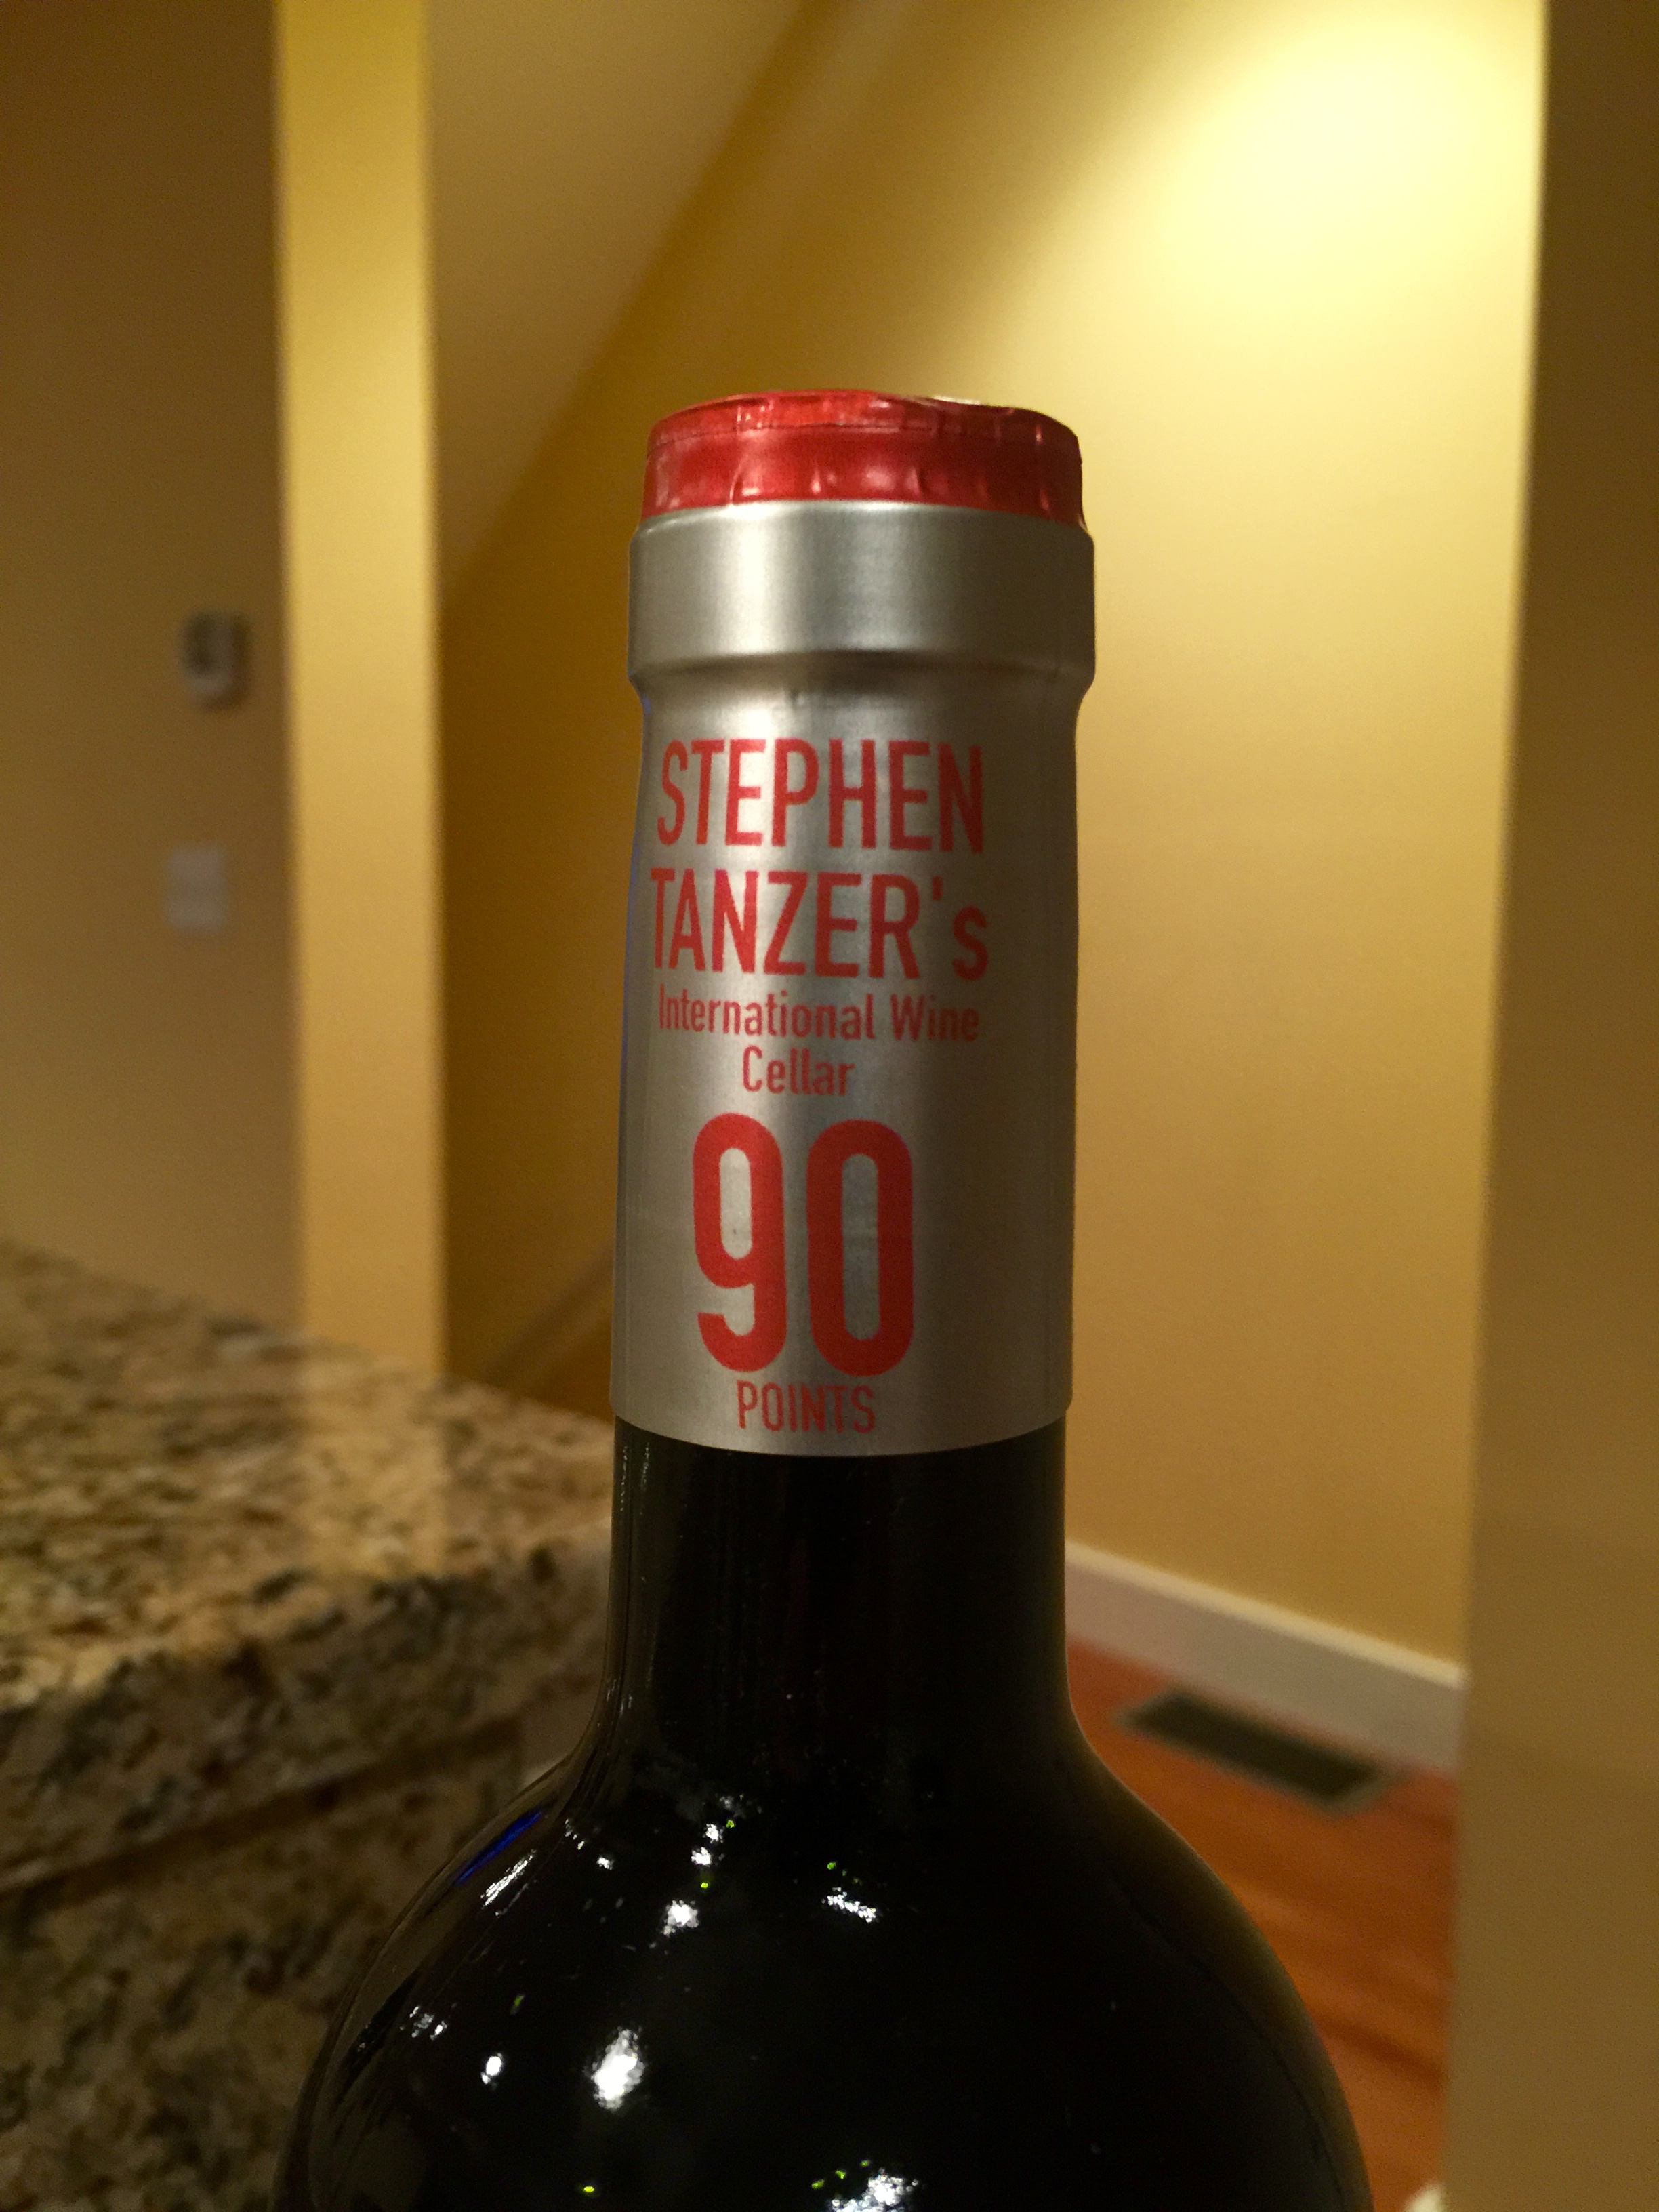 STEPHEN
TANZER's
International Wine
Cellar
90
POINTS